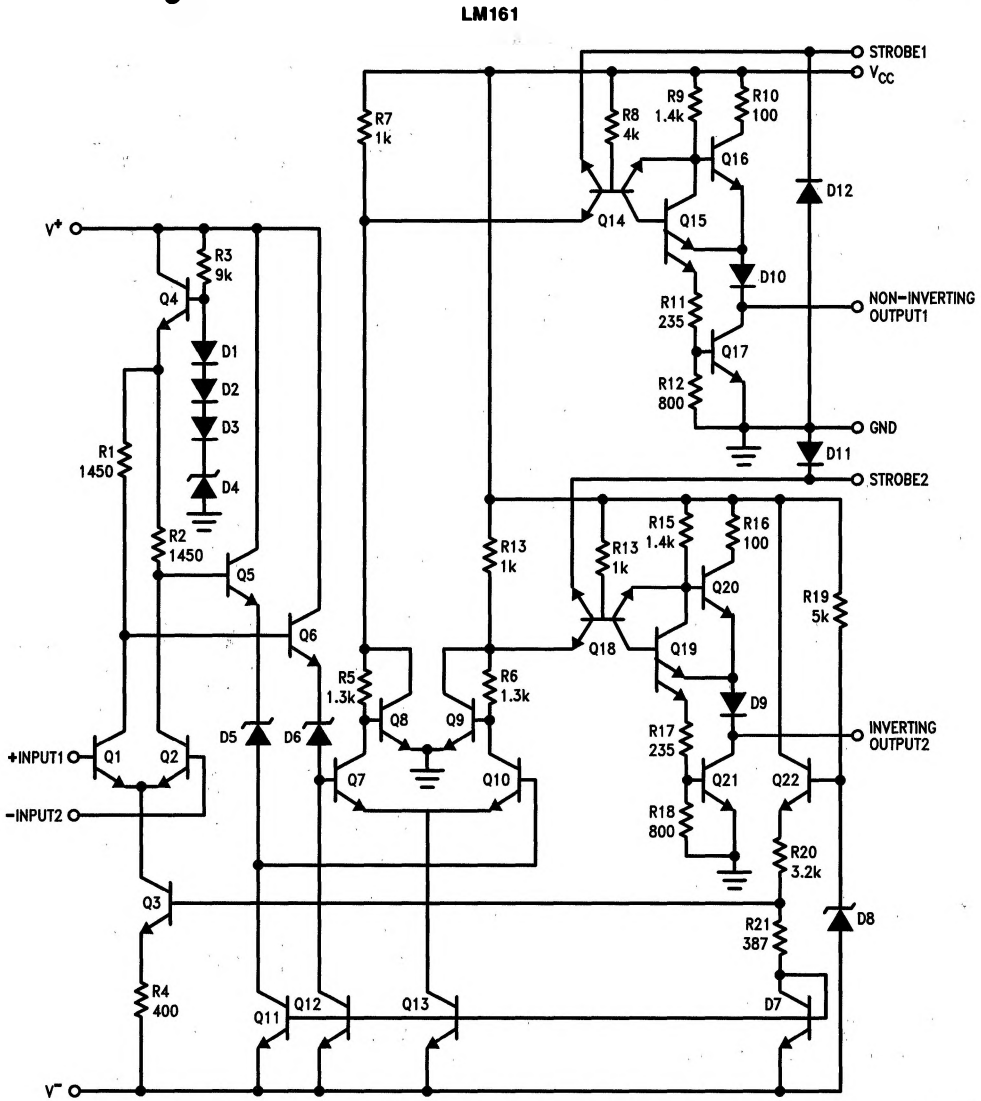 LM161
STROBE1
VCC
R7
1k
R8
4k
R9
1.4k
R10
100
Q16
D12
Q14
Q15
V+
R3
9k
Q4
D10
R11
235
NON-INVERTING
OUTPUT1
Q17
D1
D2
D3
R12
800
GND
D11
R1
1450
D4
STROBE2
R2
1450
R13
1k
R13
1k
R15
1.4k
R16
100
Q5
Q20
R19
5k
Q6
Q18
Q19
R5
1.3k
Q8
Q9
R6
1.3k
D9
D5
D6
R17
235
INVERTING
OUTPUT2
+INPUT1
Q1
Q2
Q7
Q10
Q21
Q22
-INPUT2
R18
800
R20
3.2k
Q3
D8
R21
387
R4
400
Q11
Q12
Q13
D7
V-